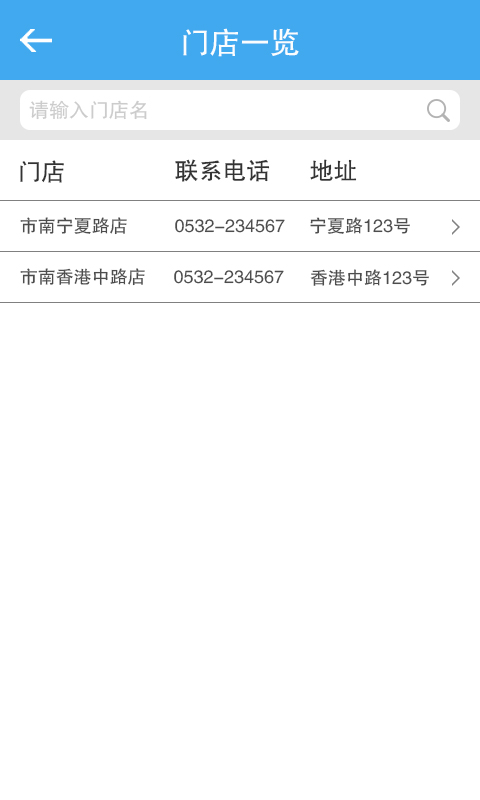 门店一览
请输入门店名
门店 联系电话 地址
市南宁夏路店 0532-234567 宁夏路123号
市南香港中路店 0532-234567 香港中路123号